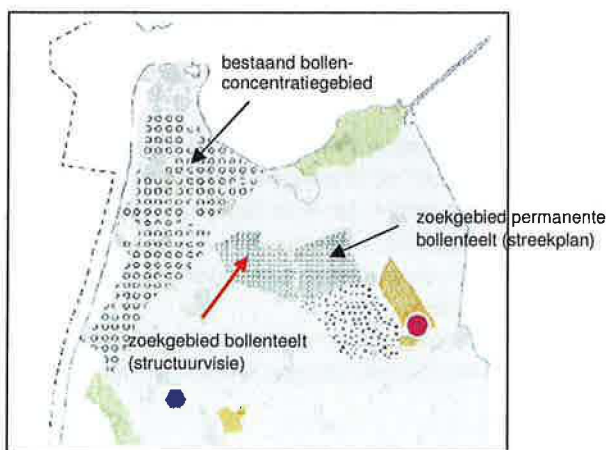 bestaand bollen-
concentratiegebied
zoekgebied permanente
bollenteelt (streekplan)
zoekgebied bollenteelt
(structuurvisie)